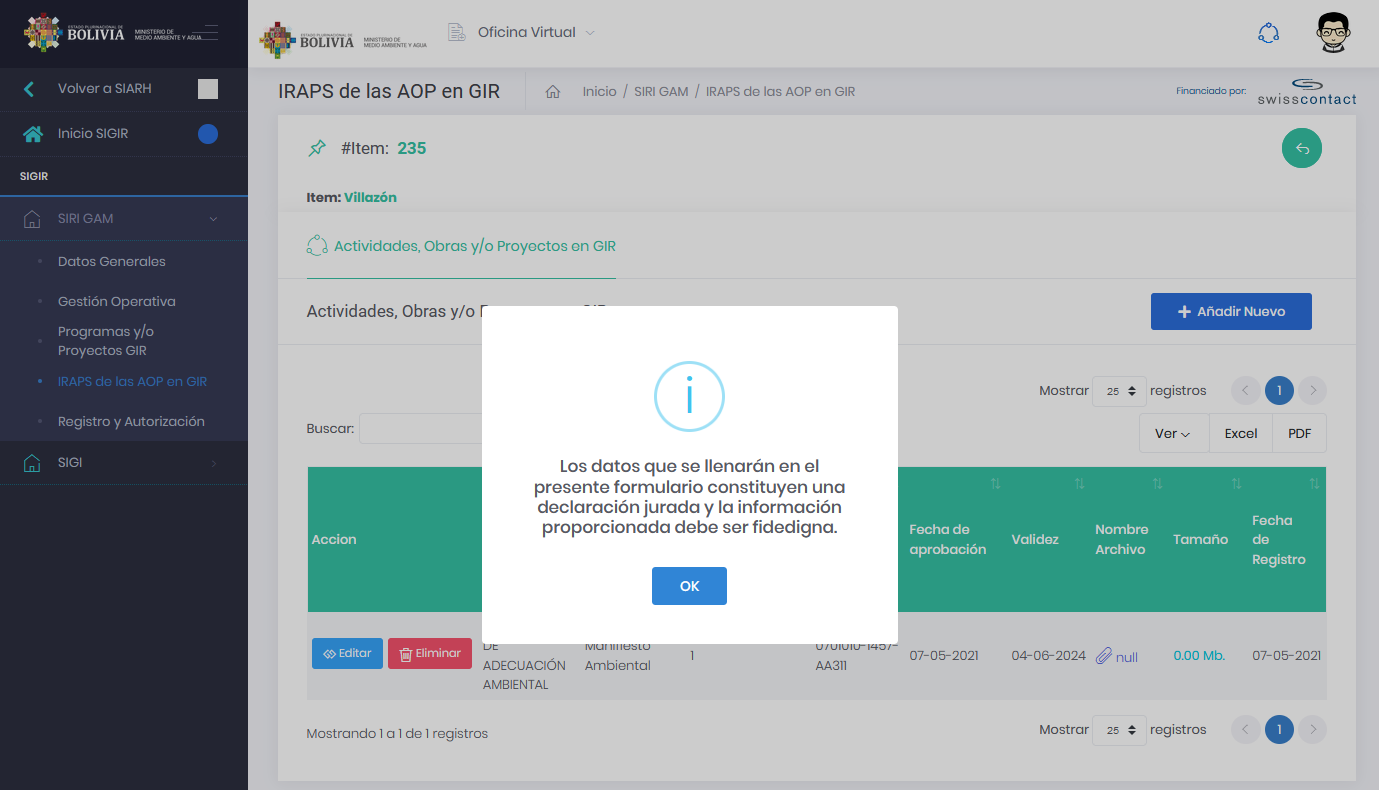 ESTADO PLURINACIONAL DE
BOLIVIA
MINISTERIO DE
MEDIO AMBIENTE Y AGUA
Volver a SIARH
Inicio SIGIR
SIGIR
SIRI GAM
Datos Generales
Gestión Operativa
Programas y/o
Proyectos GIR
IRAPS de las AOP en GIR
Registro y Autorización
SIGI
ESTADO PLURINACIONAL DE
BOLIVIA
MINISTERIO DE
MEDIO AMBIENTE Y AGUA
Oficina Virtual
IRAPS de las AOP en GIR
Inicio / SIRI GAM / IRAPS de las AOP en GIR
Financiado por:
swisscontact
#Item: 235
Item: Villazón
Actividades, Obras y/o Proyectos en GIR
Actividades, Obras y/o
Añadir Nuevo
Mostrar 25 registros
1
Buscar:
Ver Excel PDF
Los datos que se llenarán en el
presente formulario constituyen una
declaración jurada y la información
proporcionada debe ser fidedigna.
OK
Accion
Fecha de
aprobación
Validez
Nombre
Archivo
Tamaño
Fecha
de
Registro
Editar Eliminar
DE
ADECUACIÓN
AMBIENTAL
Manifiesto
Ambiental
1
0701010-1457-
AA311
07-05-2021
04-06-2024
null
0.00 Mb.
07-05-2021
Mostrando 1 a 1 de 1 registros
Mostrar 25 registros
1